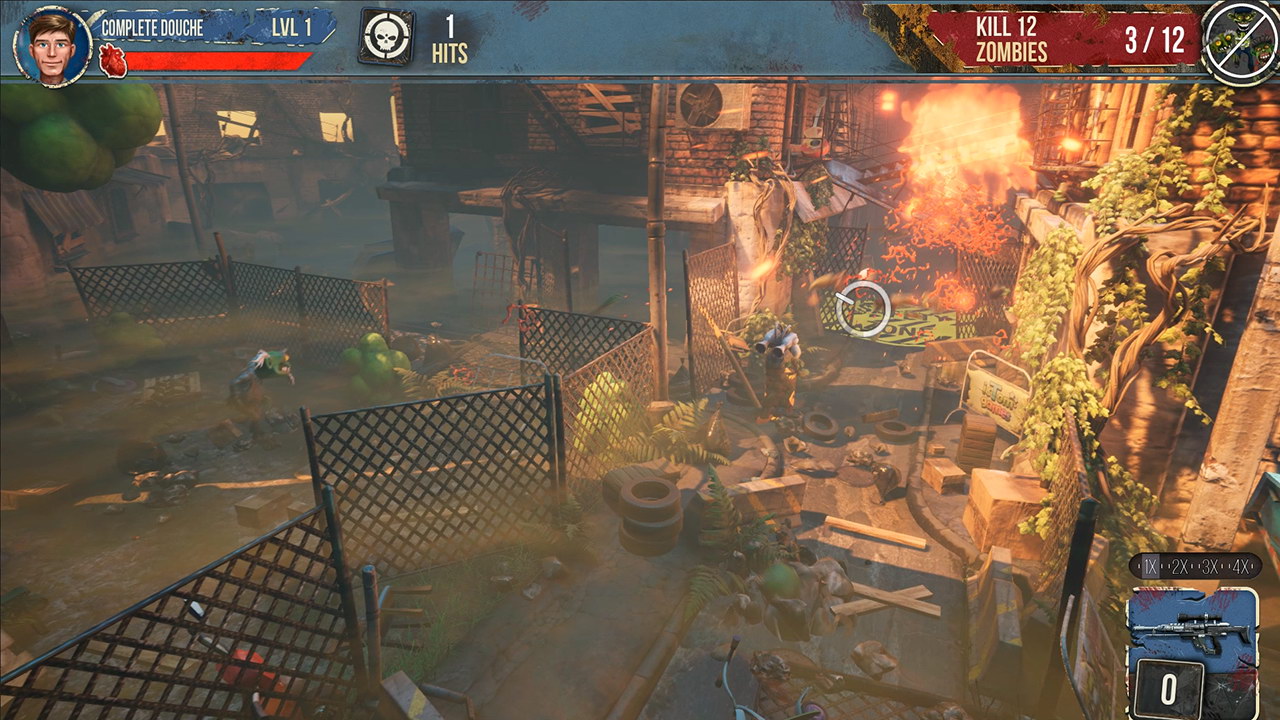 COMPLETE DOUCHE
LVL 1
1
HITS
KILL 12
ZOMBIES
3 / 12
1X 2X 3X 4X
0